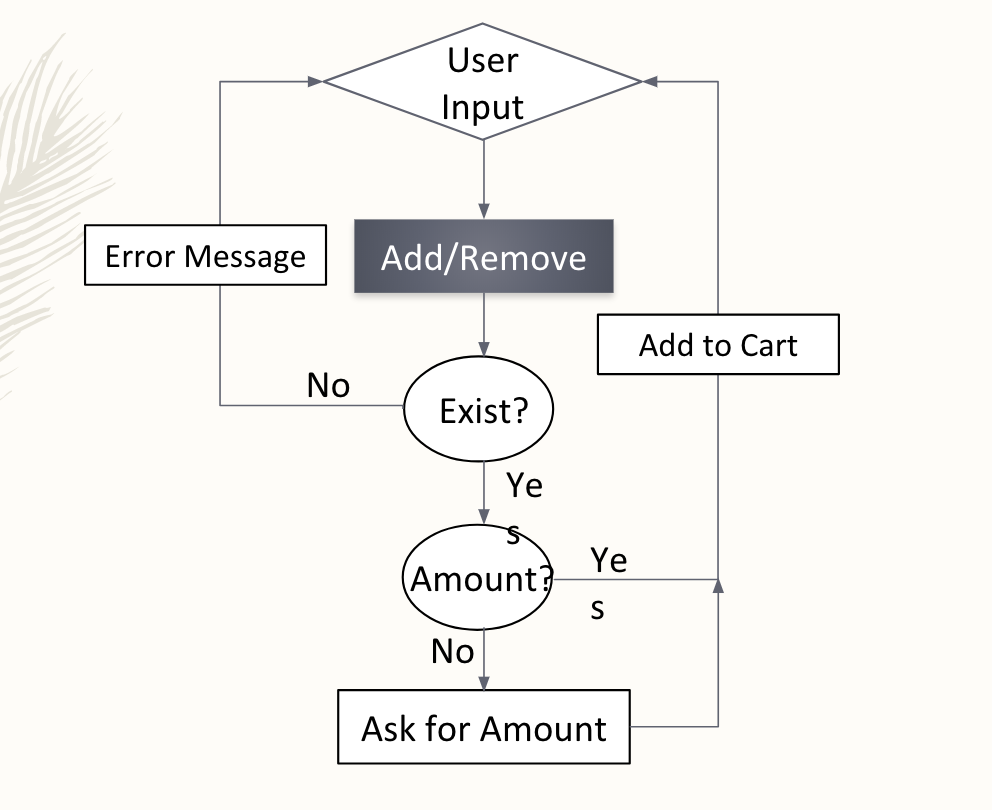 User
Input
Error Message
Add/Remove
Add to Cart
No
Exist?
Ye
s
Amount?
Ye
s
No
Ask for Amount